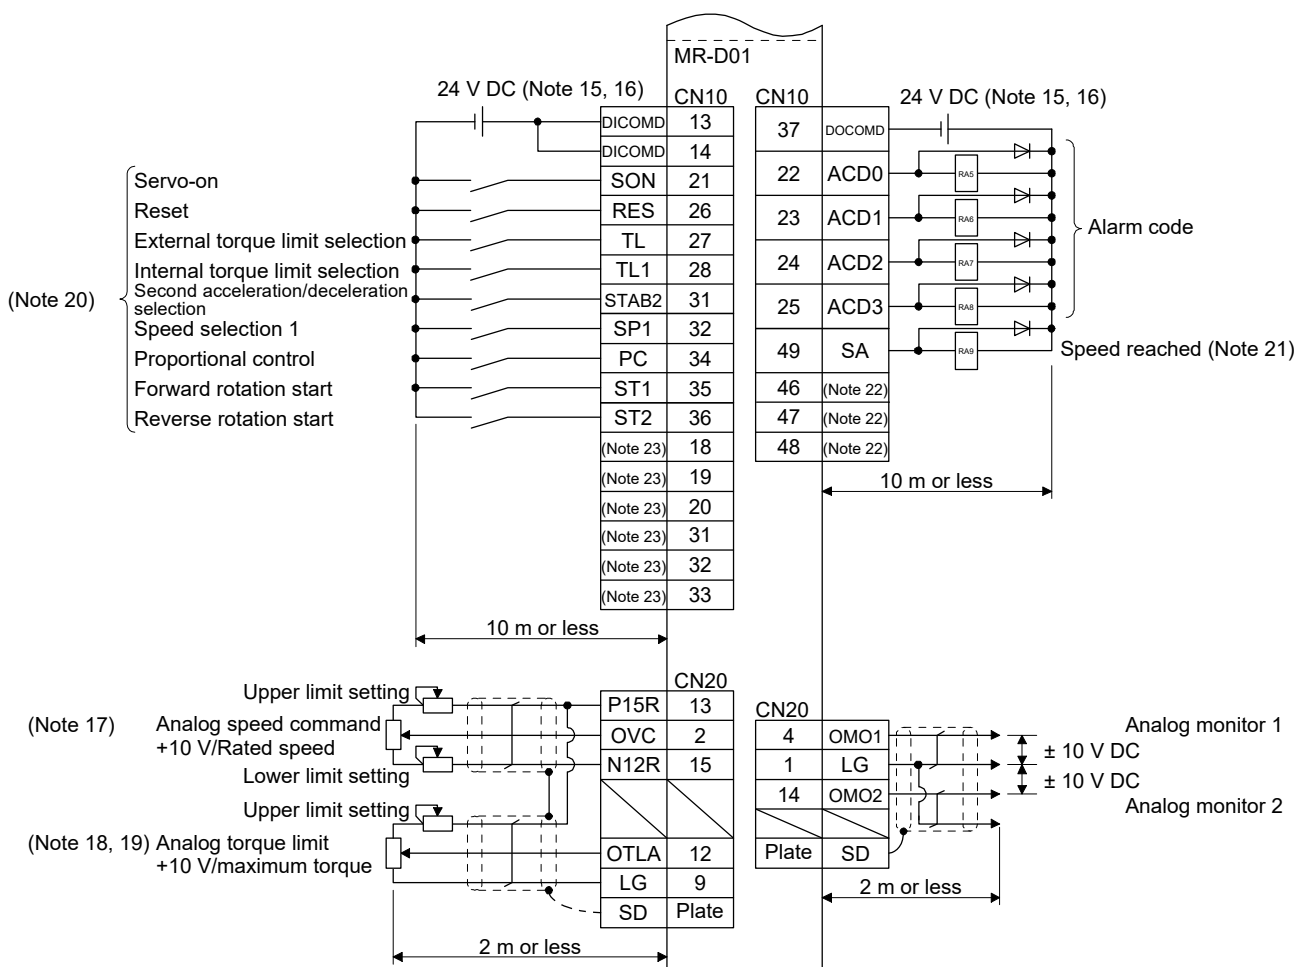 MR-D01
24 V DC (Note 15, 16)
CN10
DICOMD 13
DICOMD 14
Servo-on SON 21
Reset RES 26
External torque limit selection TL 27
Internal torque limit selection TL1 28
Second acceleration/deceleration
selection STAB2 31
Speed selection 1 SP1 32
Proportional control PC 34
Forward rotation start ST1 35
Reverse rotation start ST2 36
(Note 20)
(Note 23) 18
(Note 23) 19
(Note 23) 20
(Note 23) 31
(Note 23) 32
(Note 23) 33
10 m or less
CN10
24 V DC (Note 15, 16)
37 DOCOMD
22 ACD0 RA5
23 ACD1 RA6
24 ACD2 RA7
25 ACD3 RA8
Alarm code
49 SA RA9 Speed reached (Note 21)
46 (Note 22)
47 (Note 22)
48 (Note 22)
10 m or less
CN20
Upper limit setting P15R 13
(Note 17) Analog speed command
+10 V/Rated speed OVC 2
Lower limit setting N12R 15
Upper limit setting
(Note 18, 19) Analog torque limit
+10 V/maximum torque OTLA 12
LG 9
SD Plate
2 m or less
CN20
4 OMO1 Analog monitor 1
± 10 V DC
1 LG
± 10 V DC
14 OMO2 Analog monitor 2
Plate SD
2 m or less